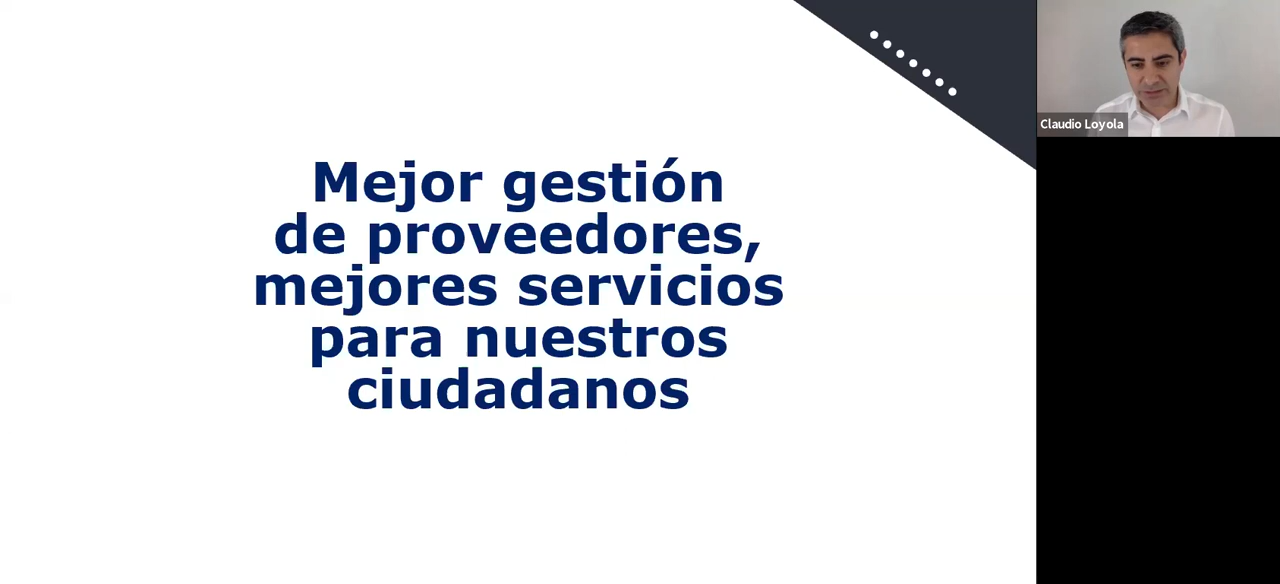 Mejor gestión
de proveedores,
mejores servicios
para nuestros
ciudadanos
Claudio Loyola